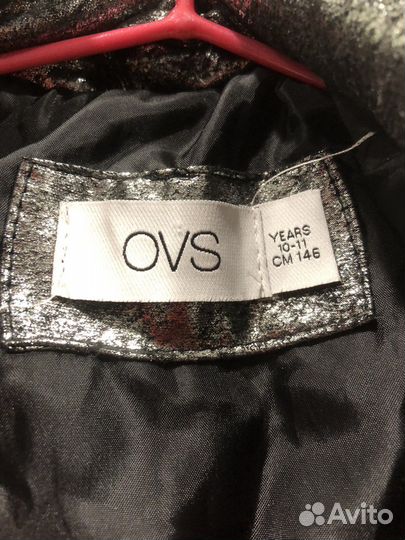 OVS
YEARS
10-11
CM 146
Avito